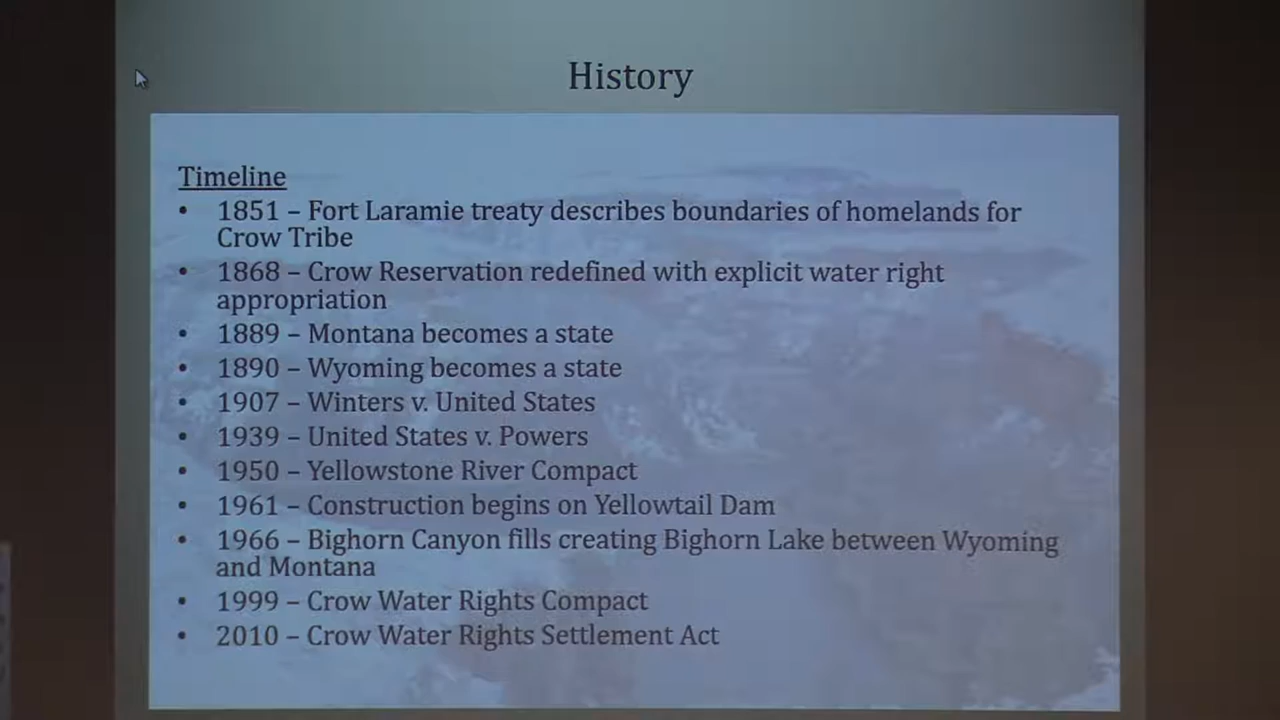 History
Timeline
• 1851 – Fort Laramie treaty describes boundaries of homelands for
Crow Tribe
• 1868 – Crow Reservation redefined with explicit water right
appropriation
• 1889 – Montana becomes a state
• 1890 – Wyoming becomes a state
• 1907 – Winters v. United States
• 1939 – United States v. Powers
• 1950 – Yellowstone River Compact
• 1961 – Construction begins on Yellowtail Dam
• 1966 – Bighorn Canyon fills creating Bighorn Lake between Wyoming
and Montana
• 1999 – Crow Water Rights Compact
• 2010 – Crow Water Rights Settlement Act